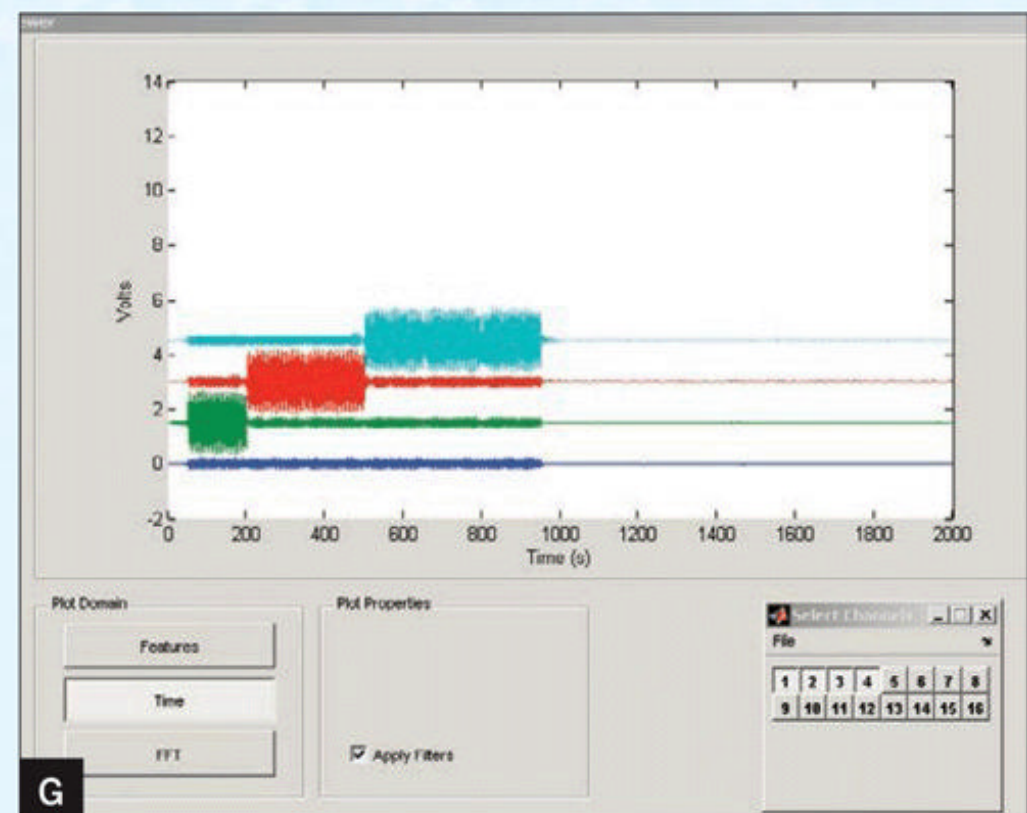 14
12
10
8
6
4
2
0
-2
Volts
0 200 400 600 800 1000 1200 1400 1600 1800 2000
Time (s)
Plot Domain
Features
Time
FFT
Plot Properties
Apply Filters
Select Channels
File
1 2 3 4 5 6 7 8
9 10 11 12 13 14 15 16
G